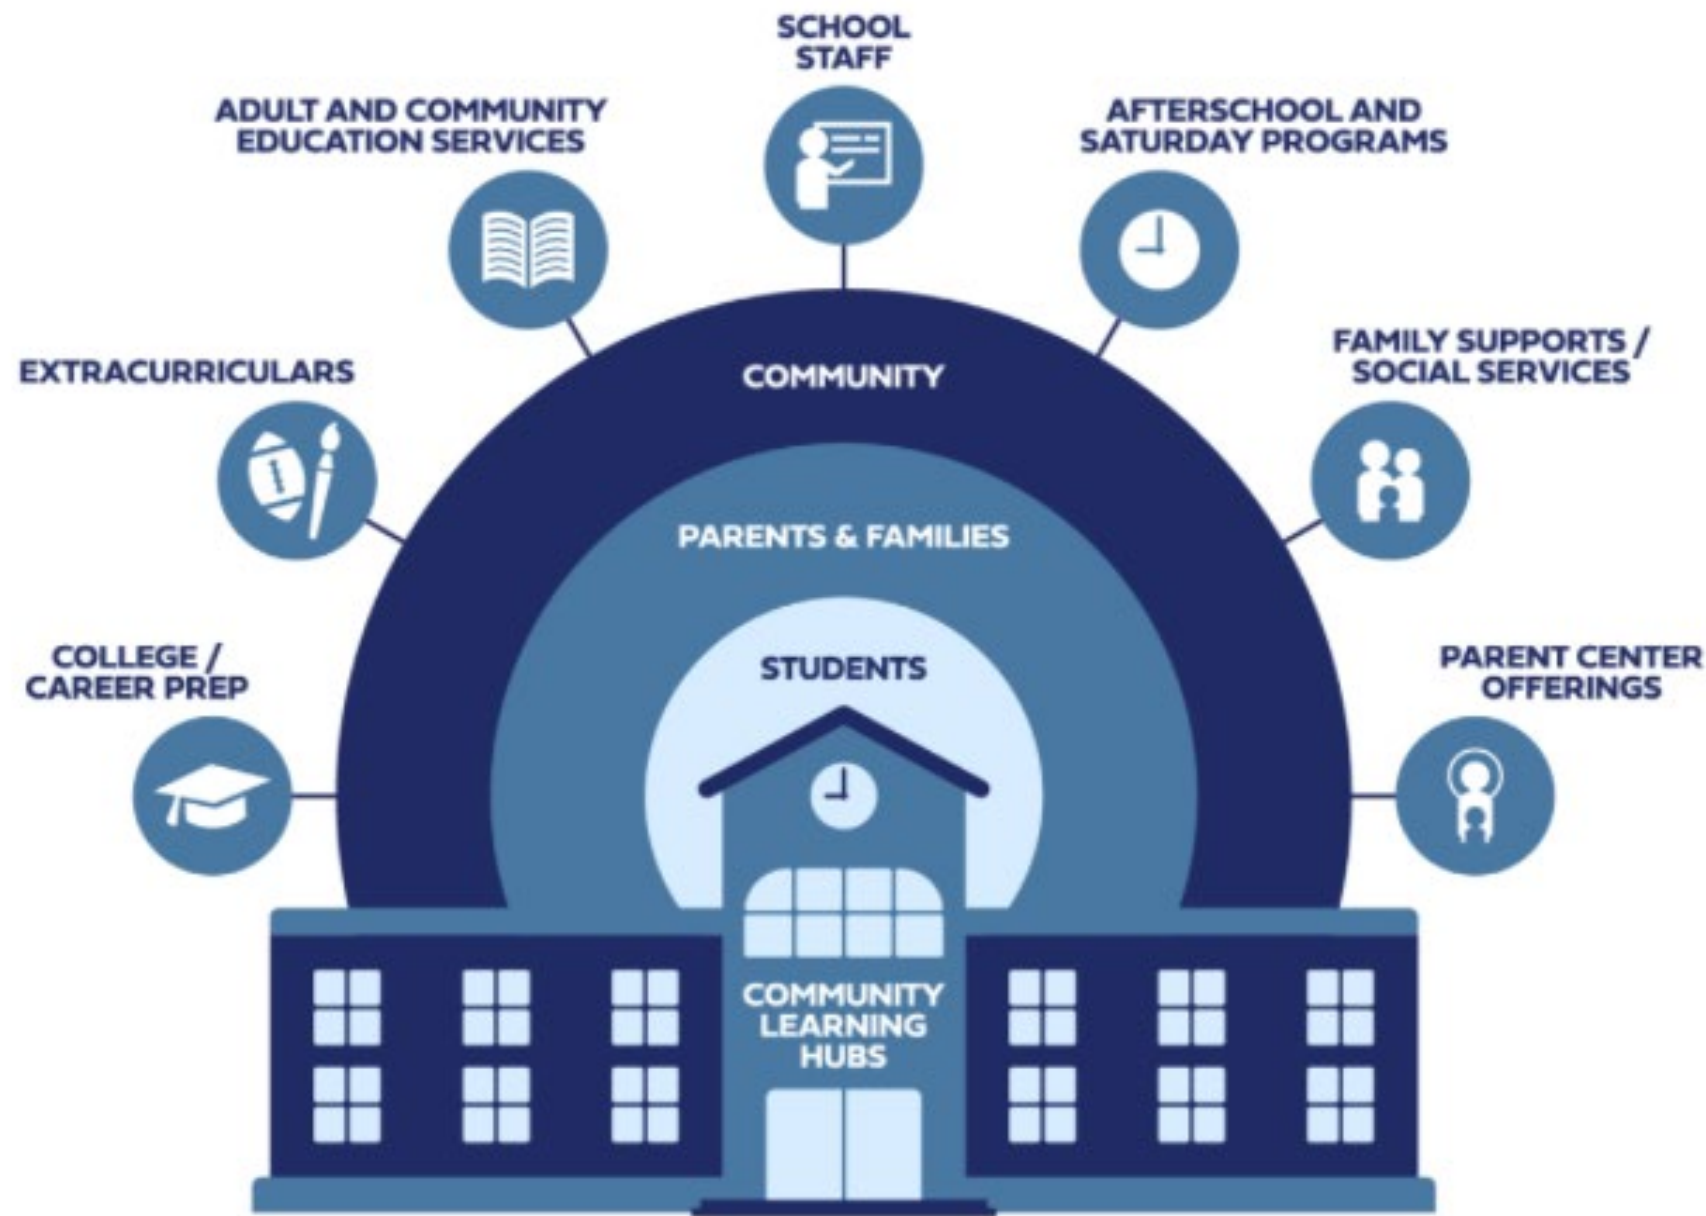 SCHOOL
STAFF
ADULT AND COMMUNITY
EDUCATION SERVICES
AFTERSCHOOL AND
SATURDAY PROGRAMS
EXTRACURRICULARS
COMMUNITY
FAMILY SUPPORTS /
SOCIAL SERVICES
PARENTS & FAMILIES
COLLEGE /
CAREER PREP
STUDENTS
PARENT CENTER
OFFERINGS
COMMUNITY
LEARNING
HUBS